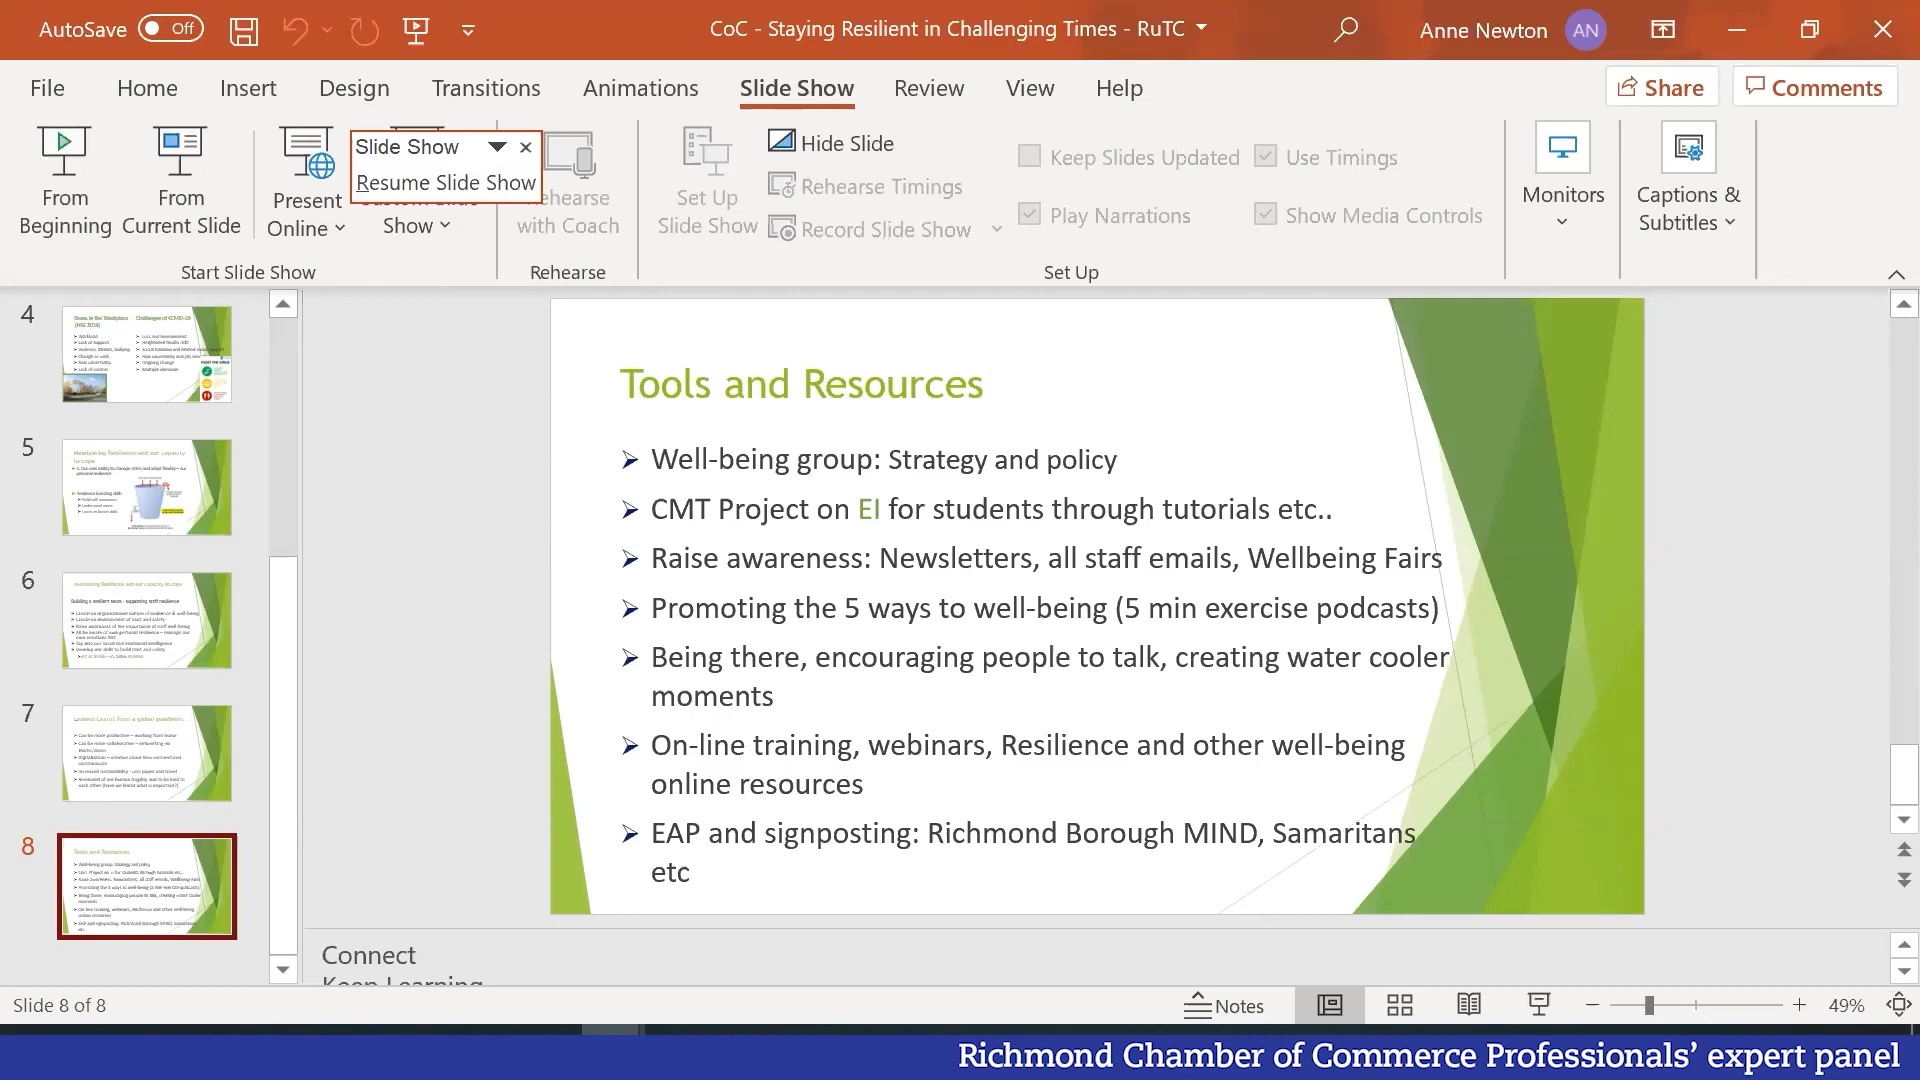 AutoSave Off
CoC - Staying Resilient in Challenging Times - RuTC
Anne Newton AN
File Home Insert Design Transitions Animations Slide Show Review View Help
Share Comments
From Beginning
From Current Slide
Present Online
Slide Show
Resume Slide Show
Show
Rehearse with Coach
Set Up Slide Show
Hide Slide
Rehearse Timings
Record Slide Show
Keep Slides Updated
Play Narrations
Use Timings
Show Media Controls
Monitors
Captions & Subtitles
Start Slide Show
Rehearse
Set Up
4
5
6
7
8
Tools and Resources
Well-being group: Strategy and policy
CMT Project on EI for students through tutorials etc..
Raise awareness: Newsletters, all staff emails, Wellbeing Fairs
Promoting the 5 ways to well-being (5 min exercise podcasts)
Being there, encouraging people to talk, creating water cooler
moments
On-line training, webinars, Resilience and other well-being
online resources
EAP and signposting: Richmond Borough MIND, Samaritans
etc
Connect
Keep Learning
Slide 8 of 8
Notes
49%
Richmond Chamber of Commerce Professionals’ expert panel